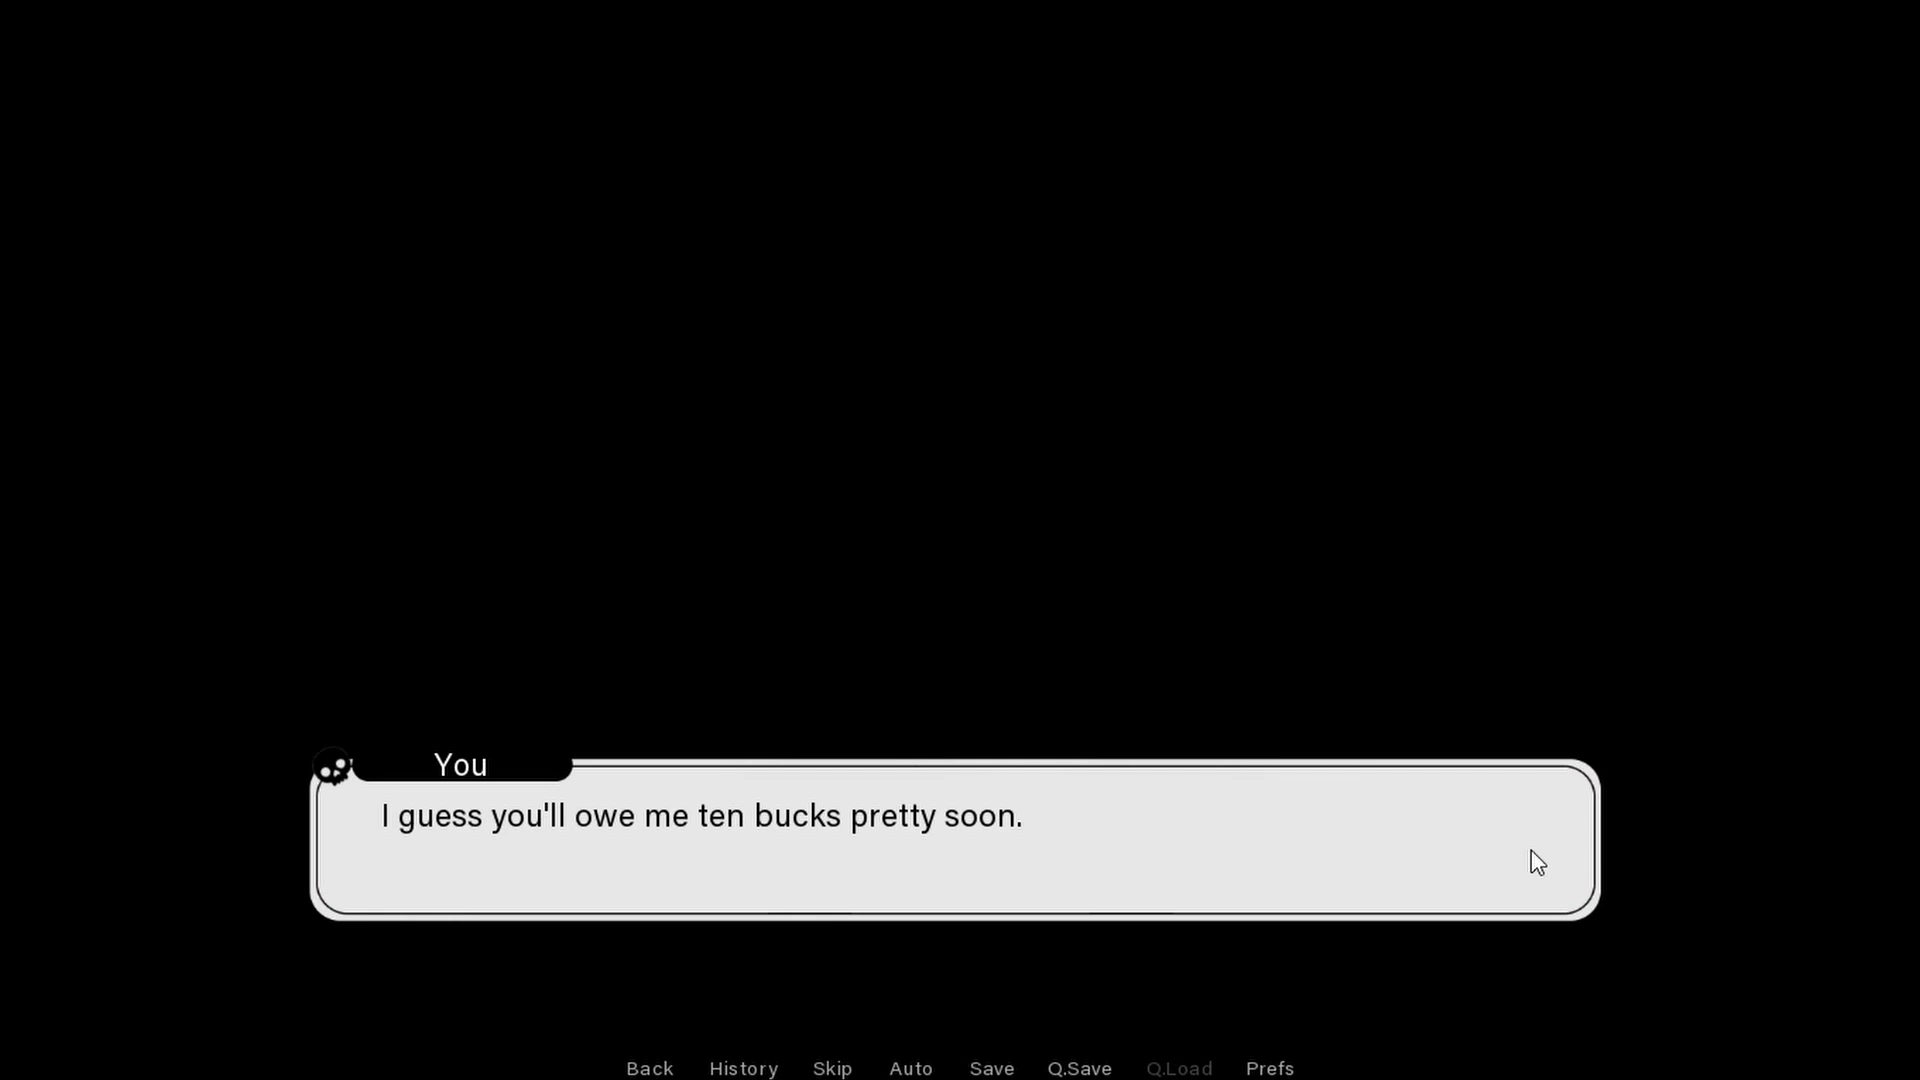 You
I guess you'll owe me ten bucks pretty soon.
Back History Skip Auto Save Q.Save Q.Load Prefs